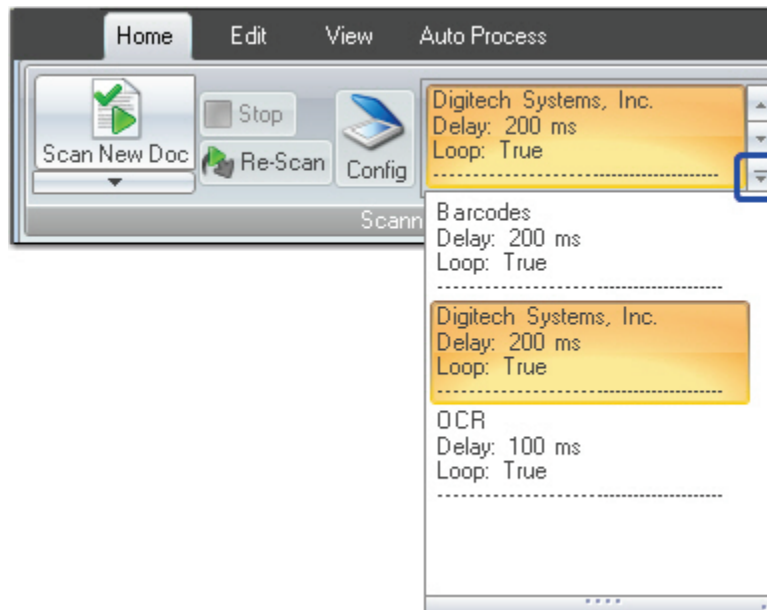 Home Edit View Auto Process
Scan New Doc
Stop
Re-Scan
Config
Digitech Systems, Inc.
Delay: 200 ms
Loop: True
Scann
Barcodes
Delay: 200 ms
Loop: True
Digitech Systems, Inc.
Delay: 200 ms
Loop: True
OCR
Delay: 100 ms
Loop: True